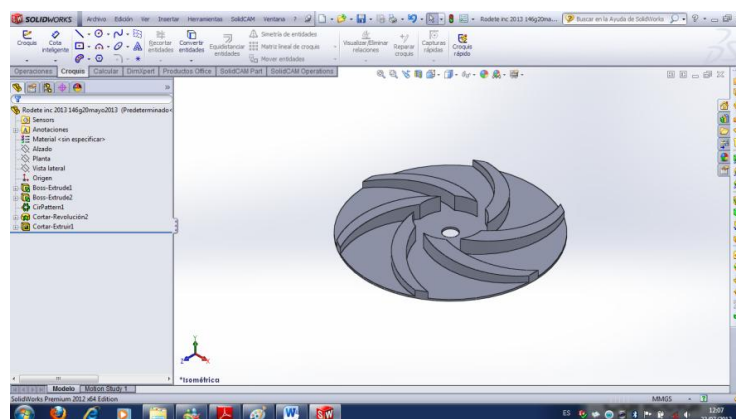 SOLIDWORKS Archivo Edición Ver Insertar Herramientas SolidCAM Ventana ? Rodete inc 2013 146g20ma... Buscar en la Ayuda de SolidWorks
Croquis Cota inteligente Recortar entidades Convertir entidades Equidistanciar entidades Simetría de entidades Matriz lineal de croquis Mover entidades Visualizar/Eliminar relaciones Reparar croquis Capturas rápidas Croquis rápido
Operaciones Croquis Calcular DimXpert Productos Office SolidCAM Part SolidCAM Operations
Rodete inc 2013 146g20mayo2013 (Predeterminado<
Sensors
Anotaciones
Material <sin especificar>
Alzado
Planta
Vista lateral
Origen
Boss-Extrude1
Boss-Extrude2
CirPattern1
Cortar-Revolución2
Cortar-Extruir1
*Isométrica
Modelo Motion Study 1
SolidWorks Premium 2012 x64 Edition MMGS
ES 12:07